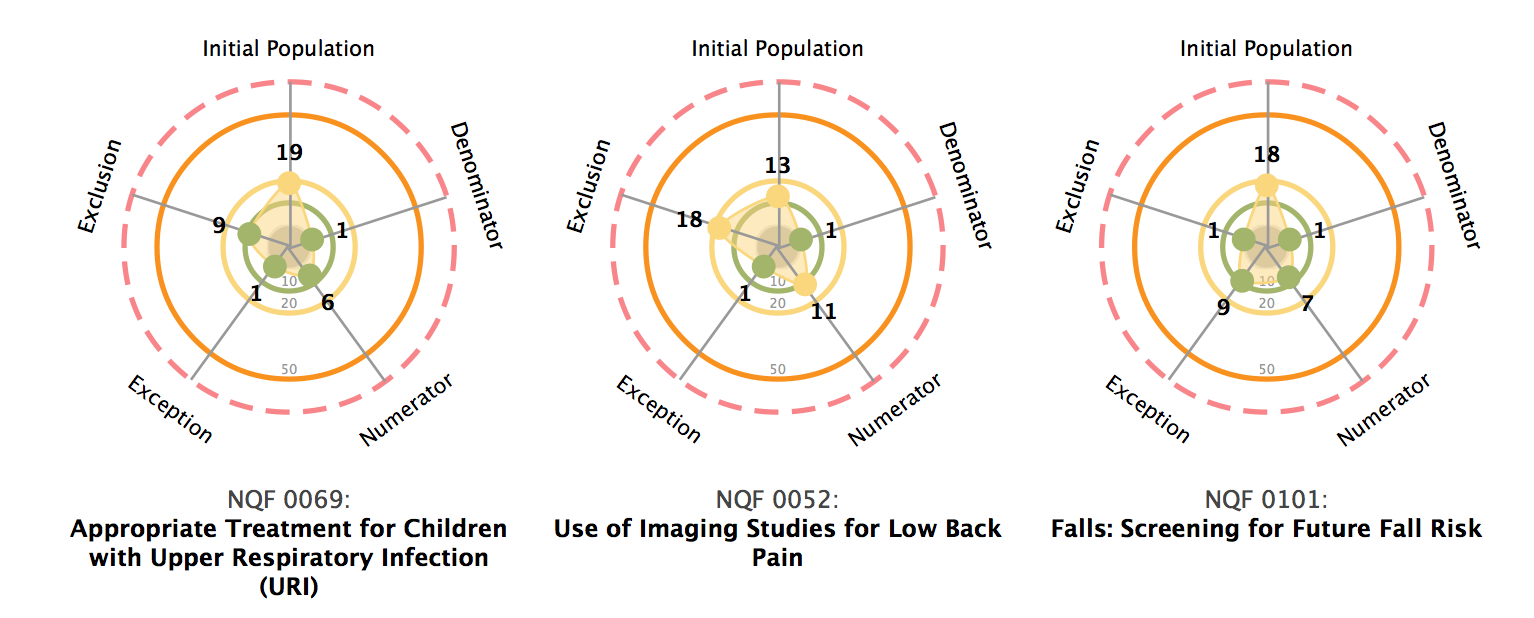 Initial Population
Exclusion
Denominator
19
9
1
1
6
10
20
50
Exception
Numerator
NQF 0069:
Appropriate Treatment for Children
with Upper Respiratory Infection
(URI)
Initial Population
Exclusion
Denominator
13
18
1
1
11
10
20
50
Exception
Numerator
NQF 0052:
Use of Imaging Studies for Low Back
Pain
Initial Population
Exclusion
Denominator
18
1
1
9
7
10
20
50
Exception
Numerator
NQF 0101:
Falls: Screening for Future Fall Risk